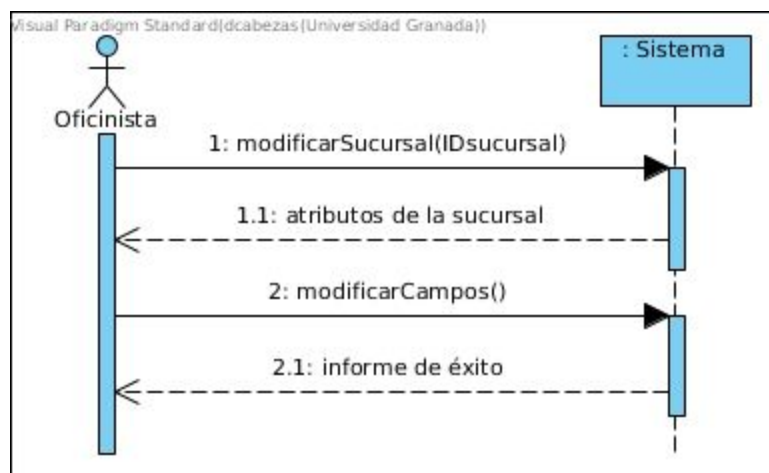 Visual Paradigm Standard(dcabezas(Universidad Granada))
: Sistema
Oficinista
1: modificarSucursal(IDsucursal)
1.1: atributos de la sucursal
2: modificarCampos()
2.1: informe de éxito